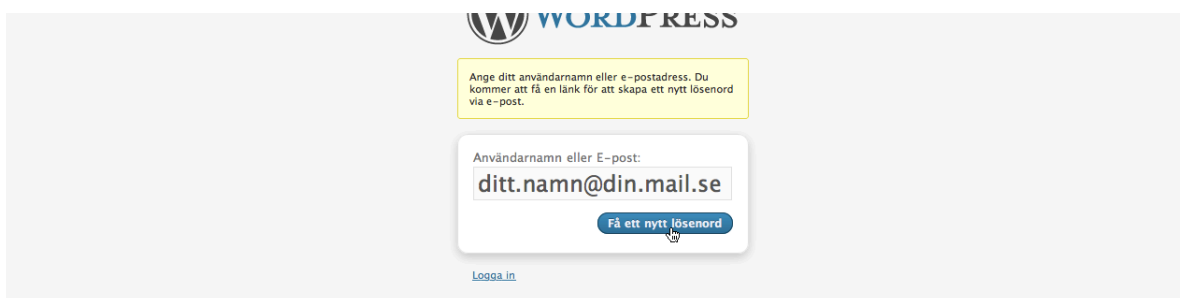 WORDPRESS
Ange ditt användarnamn eller e-postadress. Du
kommer att få en länk för att skapa ett nytt lösenord
via e-post.
Användarnamn eller E-post:
ditt.namn@din.mail.se
Få ett nytt lösenord
Logga in